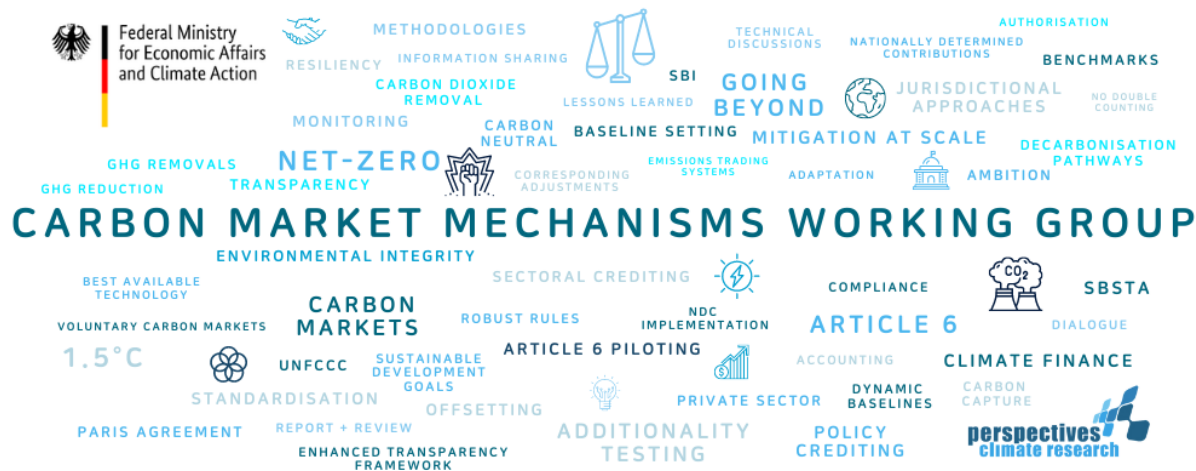 Federal Ministry
for Economic Affairs
and Climate Action
METHODOLOGIES
RESILIENCY
INFORMATION SHARING
CARBON DIOXIDE
REMOVAL
LESSONS LEARNED
SBI
TECHNICAL
DISCUSSIONS
GOING
BEYOND
NATIONALLY DETERMINED
CONTRIBUTIONS
AUTHORISATION
BENCHMARKS
JURISDICTIONAL
APPROACHES
NO DOUBLE
COUNTING
MONITORING
CARBON
NEUTRAL
BASELINE SETTING
MITIGATION AT SCALE
DECARBONISATION
PATHWAYS
GHG REMOVALS
NET-ZERO
GHG REDUCTION
TRANSPARENCY
CORRESPONDING
ADJUSTMENTS
EMISSIONS TRADING
SYSTEMS
ADAPTATION
AMBITION
CARBON MARKET MECHANISMS WORKING GROUP
ENVIRONMENTAL INTEGRITY
BEST AVAILABLE
TECHNOLOGY
SECTORAL CREDITING
COMPLIANCE
CO2
SBSTA
CARBON
MARKETS
VOLUNTARY CARBON MARKETS
ROBUST RULES
NDC
IMPLEMENTATION
ARTICLE 6
DIALOGUE
1.5°C
UNFCCC
SUSTAINABLE
DEVELOPMENT
GOALS
ARTICLE 6 PILOTING
$
ACCOUNTING
CLIMATE FINANCE
STANDARDISATION
OFFSETTING
PRIVATE SECTOR
DYNAMIC
BASELINES
CARBON
CAPTURE
PARIS AGREEMENT
REPORT + REVIEW
ENHANCED TRANSPARENCY
FRAMEWORK
ADDITIONALITY
TESTING
POLICY
CREDITING
perspectives
climate research